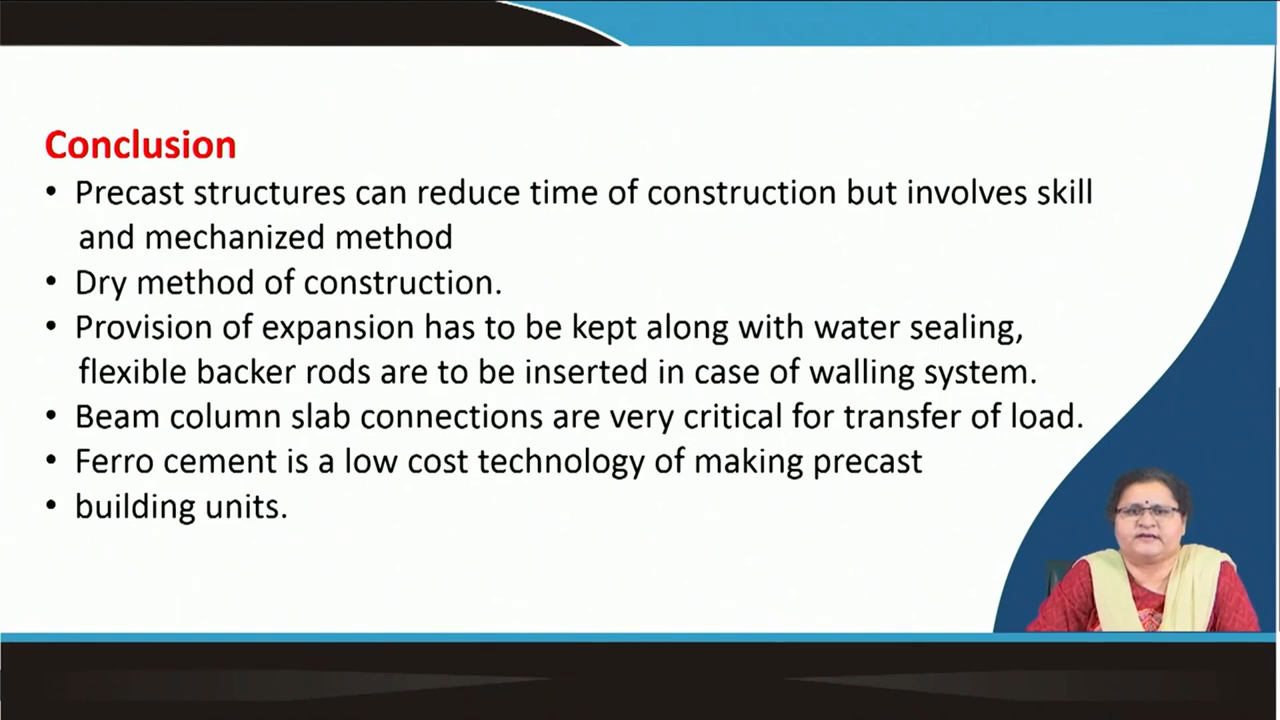 Conclusion
• Precast structures can reduce time of construction but involves skill
and mechanized method
• Dry method of construction.
• Provision of expansion has to be kept along with water sealing,
flexible backer rods are to be inserted in case of walling system.
• Beam column slab connections are very critical for transfer of load.
• Ferro cement is a low cost technology of making precast
• building units.